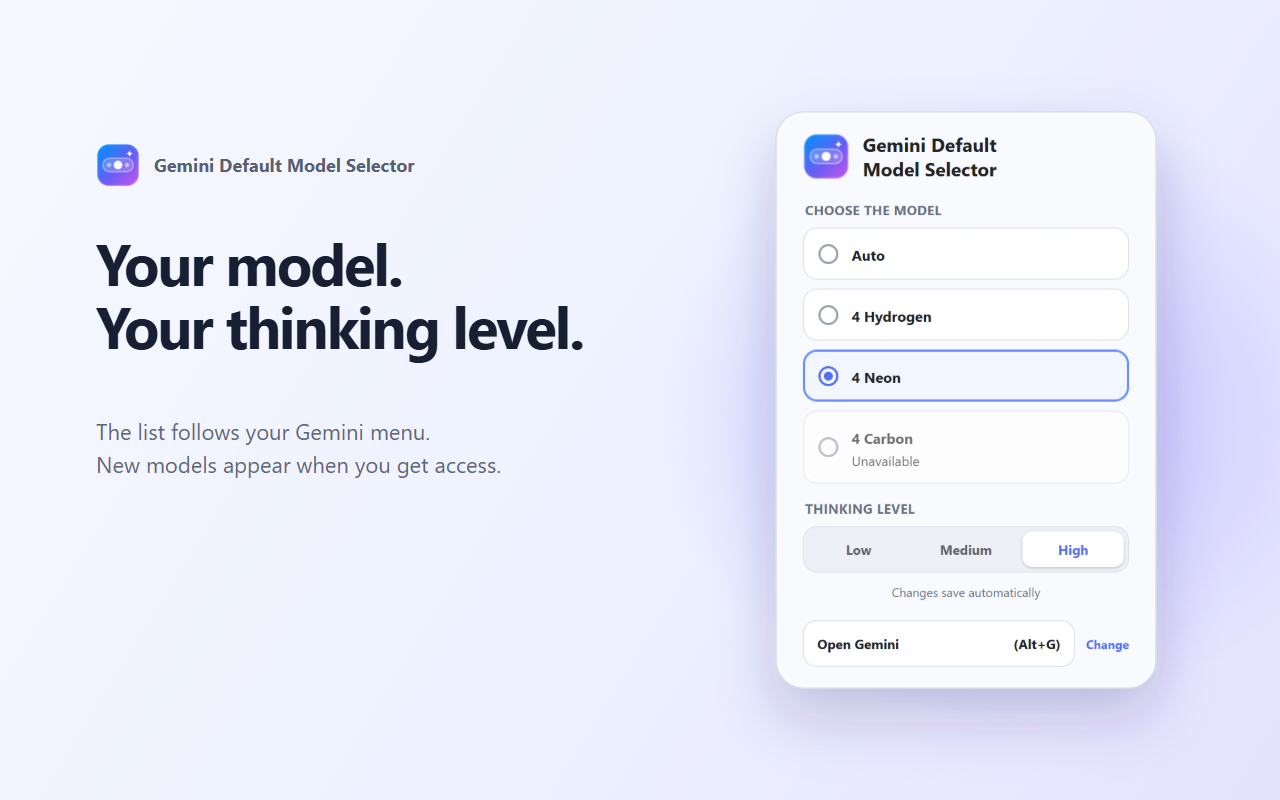 Gemini Default Model Selector
Your model.
Your thinking level.
The list follows your Gemini menu.
New models appear when you get access.
Gemini Default
Model Selector
CHOOSE THE MODEL
Auto
4 Hydrogen
4 Neon
4 Carbon
Unavailable
THINKING LEVEL
Low Medium High
Changes save automatically
Open Gemini (Alt+G) Change